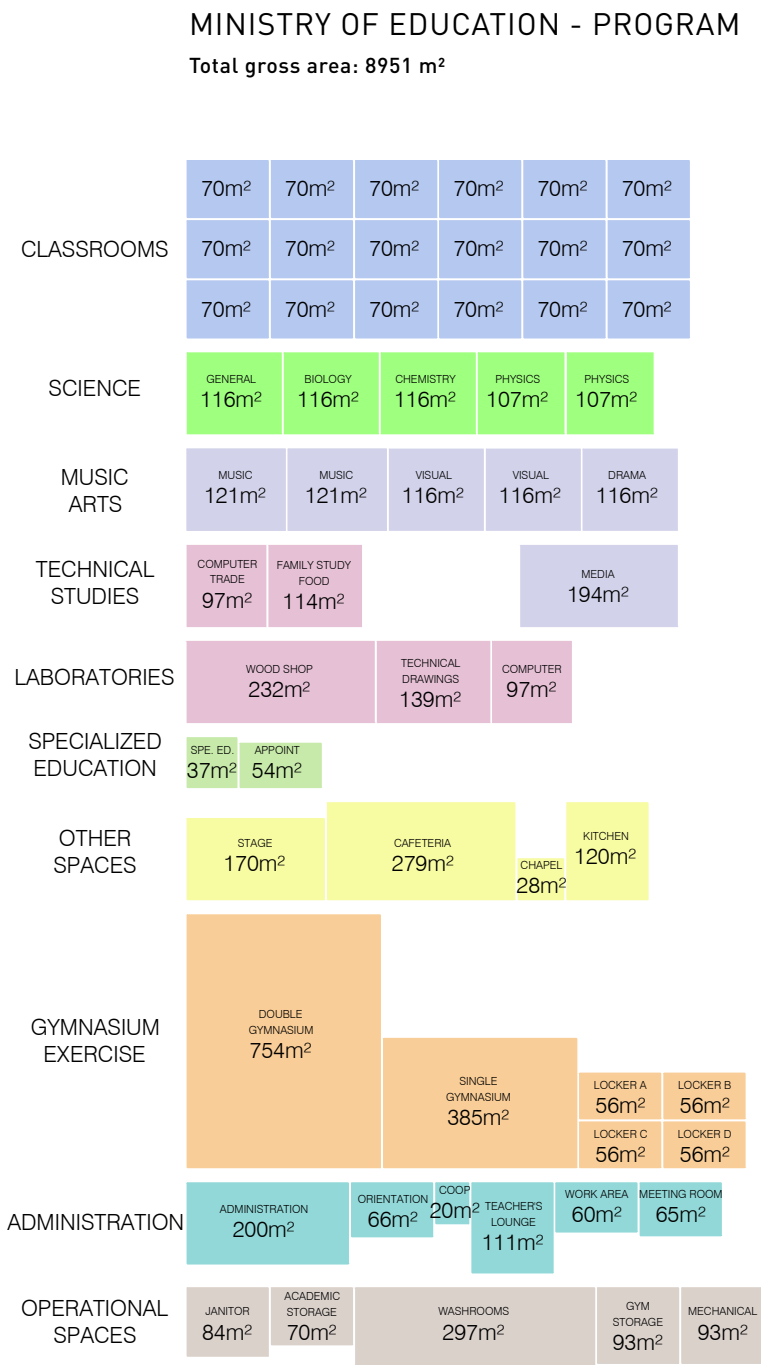 MINISTRY OF EDUCATION - PROGRAM
Total gross area: 8951 m²
CLASSROOMS
70m² 70m² 70m² 70m² 70m² 70m²
70m² 70m² 70m² 70m² 70m² 70m²
70m² 70m² 70m² 70m² 70m² 70m²
SCIENCE
GENERAL
116m²
BIOLOGY
116m²
CHEMISTRY
116m²
PHYSICS
107m²
PHYSICS
107m²
MUSIC
ARTS
MUSIC
121m²
MUSIC
121m²
VISUAL
116m²
VISUAL
116m²
DRAMA
116m²
TECHNICAL
STUDIES
COMPUTER
TRADE
97m²
FAMILY STUDY
FOOD
114m²
MEDIA
194m²
LABORATORIES
WOOD SHOP
232m²
TECHNICAL
DRAWINGS
139m²
COMPUTER
97m²
SPECIALIZED
EDUCATION
SPE. ED.
37m²
APPOINT
54m²
OTHER
SPACES
STAGE
170m²
CAFETERIA
279m²
CHAPEL
28m²
KITCHEN
120m²
GYMNASIUM
EXERCISE
DOUBLE
GYMNASIUM
754m²
SINGLE
GYMNASIUM
385m²
LOCKER A
56m²
LOCKER B
56m²
LOCKER C
56m²
LOCKER D
56m²
ADMINISTRATION
ADMINISTRATION
200m²
ORIENTATION
66m²
COOP
20m²
TEACHER'S
LOUNGE
111m²
WORK AREA
60m²
MEETING ROOM
65m²
OPERATIONAL
SPACES
JANITOR
84m²
ACADEMIC
STORAGE
70m²
WASHROOMS
297m²
GYM
STORAGE
93m²
MECHANICAL
93m²